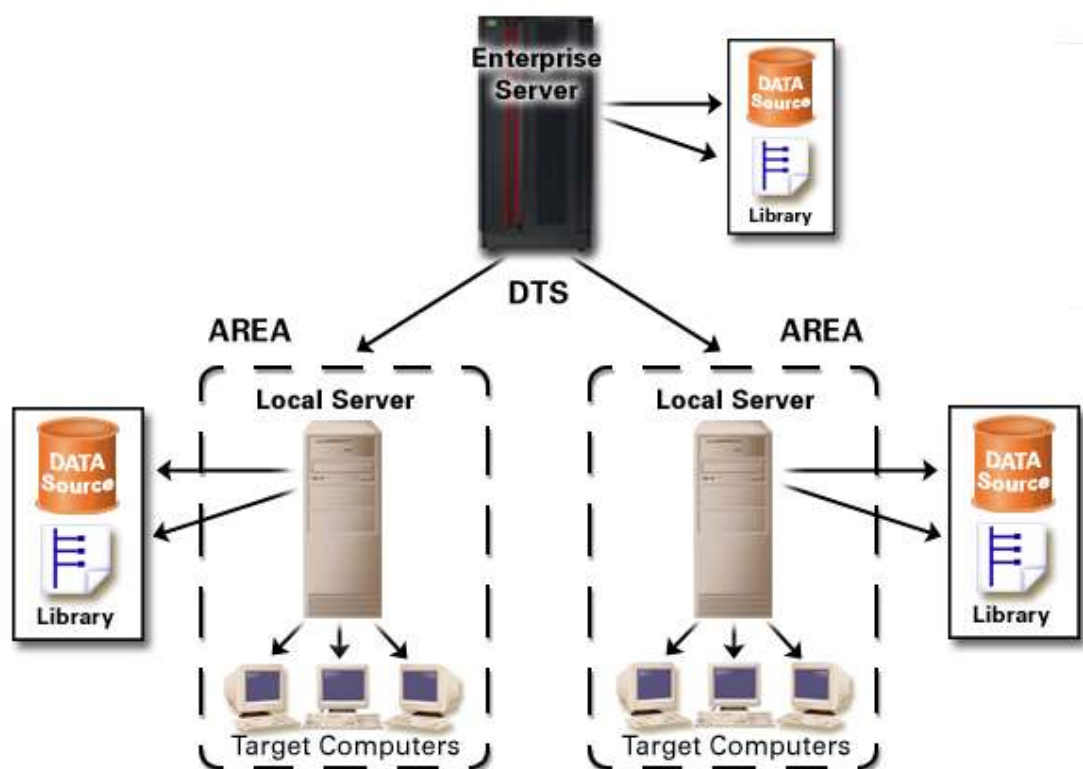 Enterprise
Server
DATA
Source
Library
DTS
AREA
AREA
Local Server
Local Server
DATA
Source
Library
DATA
Source
Library
Target Computers
Target Computers